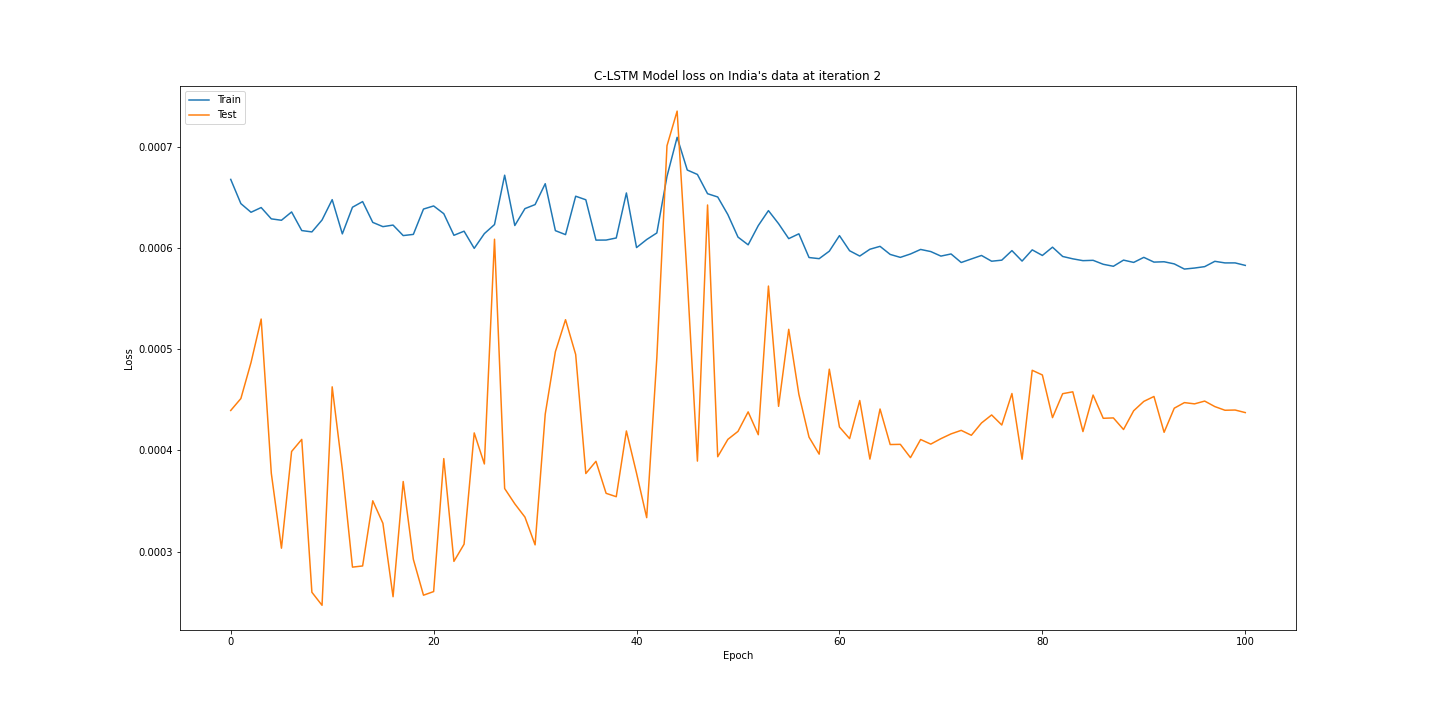 C-LSTM Model loss on India's data at iteration 2
Train
Test
0.0007
0.0006
0.0005
0.0004
0.0003
Loss
0
20
40
60
80
100
Epoch